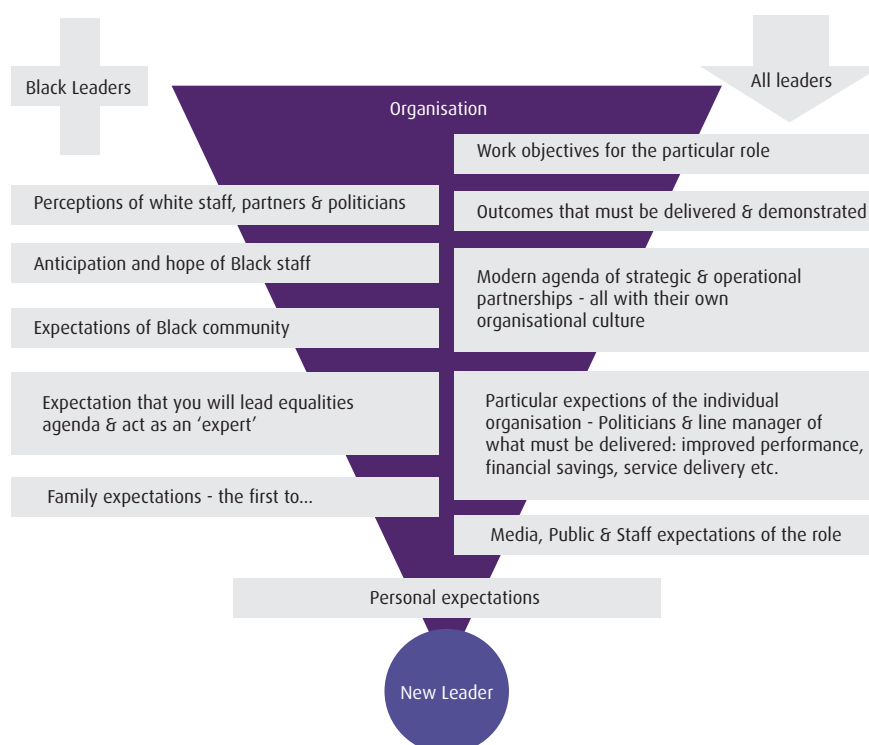 Black Leaders
All leaders
Organisation
Work objectives for the particular role
Perceptions of white staff, partners & politicians
Outcomes that must be delivered & demonstrated
Anticipation and hope of Black staff
Modern agenda of strategic & operational
partnerships - all with their own
organisational culture
Expectations of Black community
Expectation that you will lead equalities
agenda & act as an ‘expert’
Particular expections of the individual
organisation - Politicians & line manager of
what must be delivered: improved performance,
financial savings, service delivery etc.
Family expectations - the first to...
Media, Public & Staff expectations of the role
Personal expectations
New Leader